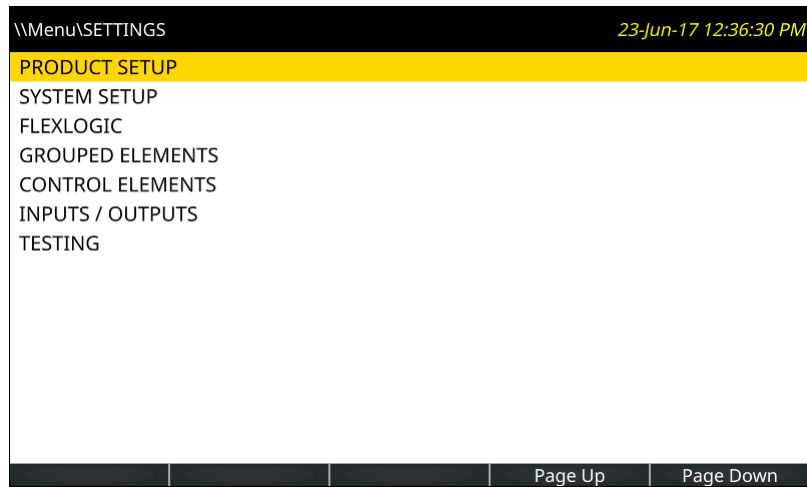 \\Menu\SETTINGS 23-Jun-17 12:36:30 PM
PRODUCT SETUP
SYSTEM SETUP
FLEXLOGIC
GROUPED ELEMENTS
CONTROL ELEMENTS
INPUTS / OUTPUTS
TESTING
Page Up Page Down